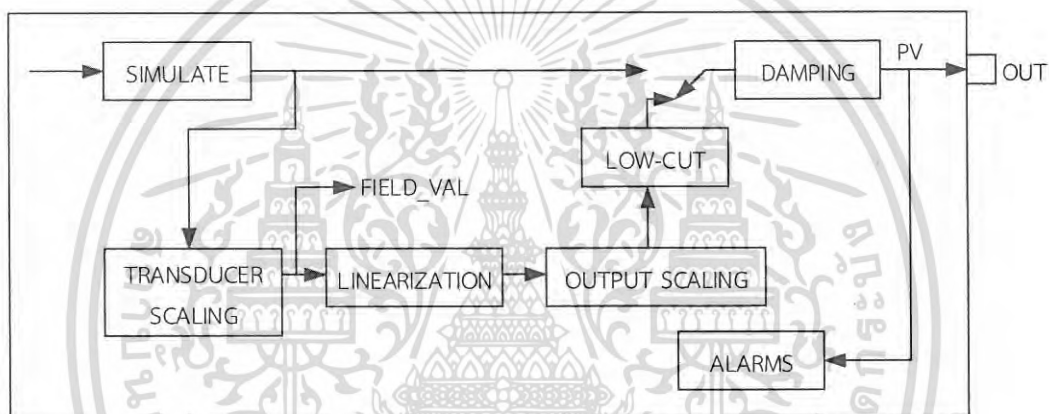 SIMULATE
DAMPING
PV
OUT
LOW-CUT
FIELD_VAL
TRANSDUCER
SCALING
LINEARIZATION
OUTPUT SCALING
ALARMS